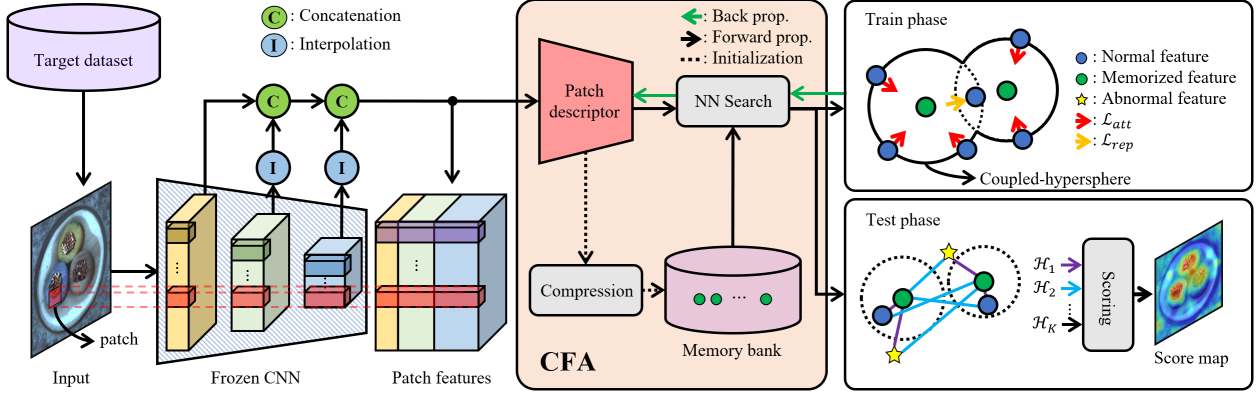 Target dataset
C : Concatenation
I : Interpolation
C
C
I
I
Input
patch
Frozen CNN
Patch features
: Back prop.
: Forward prop.
: Initialization
Patch
descriptor
NN Search
Compression
Memory bank
CFA
Train phase
: Normal feature
: Memorized feature
: Abnormal feature
: ℒatt
: ℒrep
Coupled-hypersphere
Test phase
ℋ1
ℋ2
ℋK
Scoring
Score map